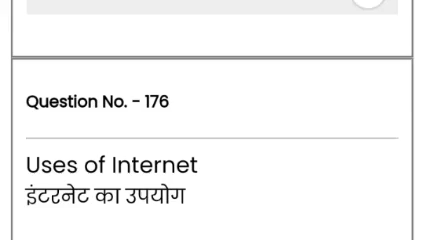 Question No. - 176
Uses of Internet
इंटरनेट का उपयोग